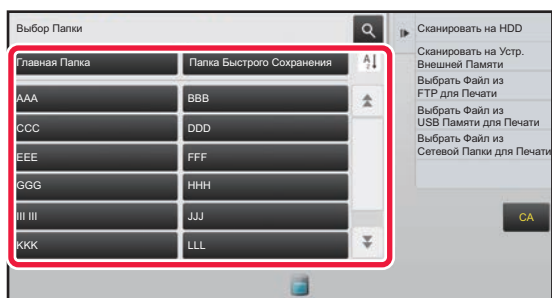 Выбор Папки
Главная Папка
Папка Быстрого Сохранения
AAA
BBB
CCC
DDD
EEE
FFF
GGG
HHH
III III
JJJ
KKK
LLL
Сканировать на HDD
Сканировать на Устр.
Внешней Памяти
Выбрать Файл из
FTP для Печати
Выбрать Файл из
USB Памяти для Печати
Выбрать Файл из
Сетевой Папки для Печати
CA